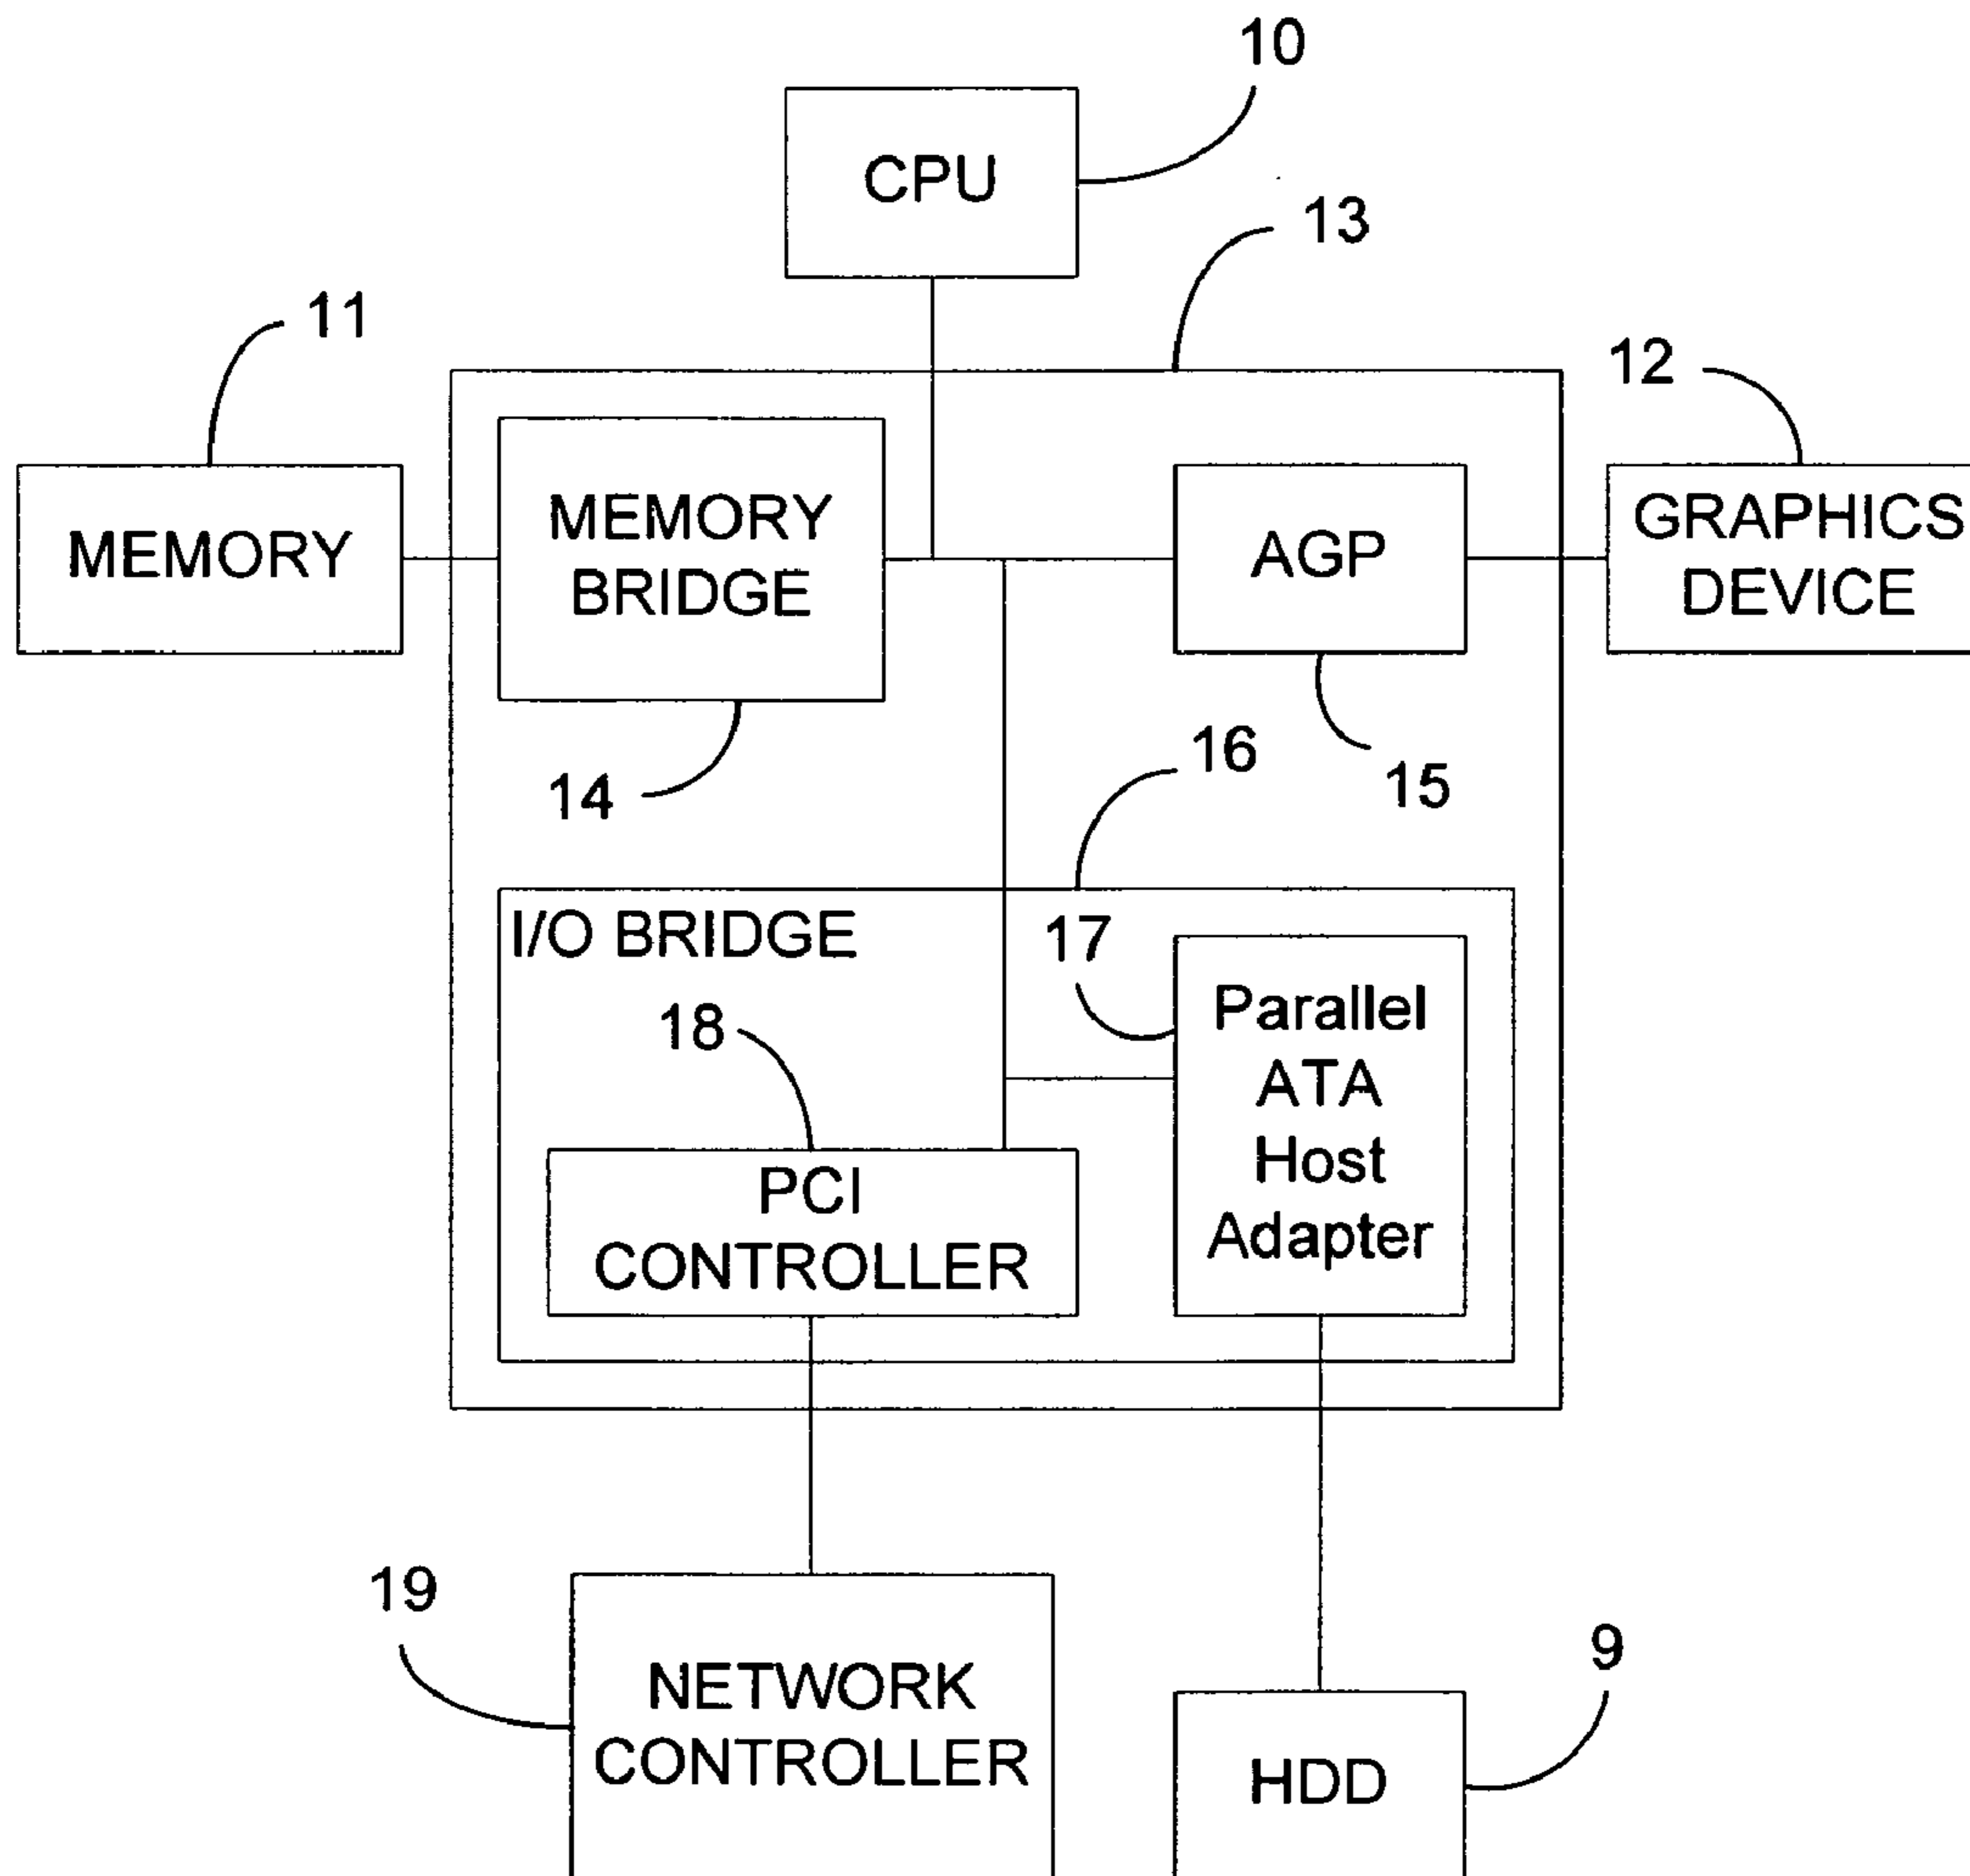 10
CPU
13
11
12
MEMORY
MEMORY
BRIDGE
AGP
GRAPHICS
DEVICE
14
16
15
I/O BRIDGE
17
18
Parallel
ATA
Host
Adapter
PCI
CONTROLLER
19
NETWORK
CONTROLLER
9
HDD